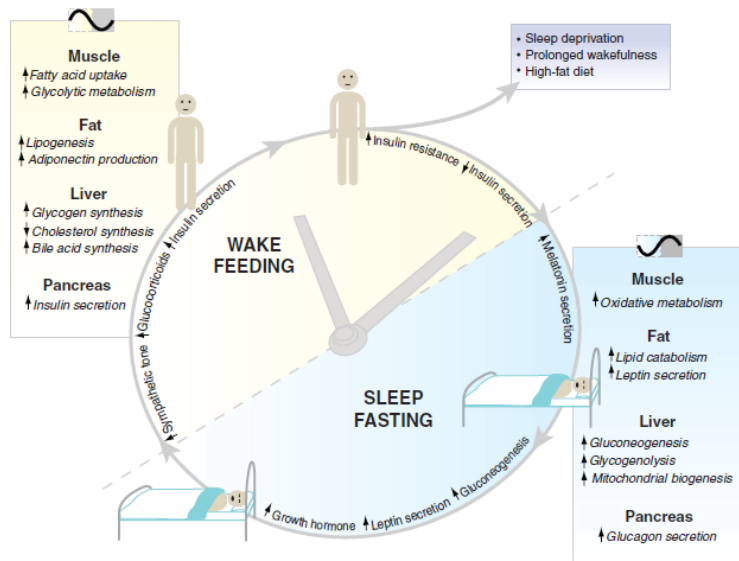 Muscle
Fatty acid uptake
Glycolytic metabolism
Fat
Lipogenesis
Adiponectin production
Liver
Glycogen synthesis
Cholesterol synthesis
Bile acid synthesis
Pancreas
Insulin secretion
• Sleep deprivation
• Prolonged wakefulness
• High-fat diet
Sympathetic tone
Glucocorticoids
Insulin secretion
Insulin resistance
Insulin secretion
Melatonin secretion
WAKE
FEEDING
SLEEP
FASTING
Growth hormone
Leptin secretion
Gluconeogenesis
Muscle
Oxidative metabolism
Fat
Lipid catabolism
Leptin secretion
Liver
Gluconeogenesis
Glycogenolysis
Mitochondrial biogenesis
Pancreas
Glucagon secretion